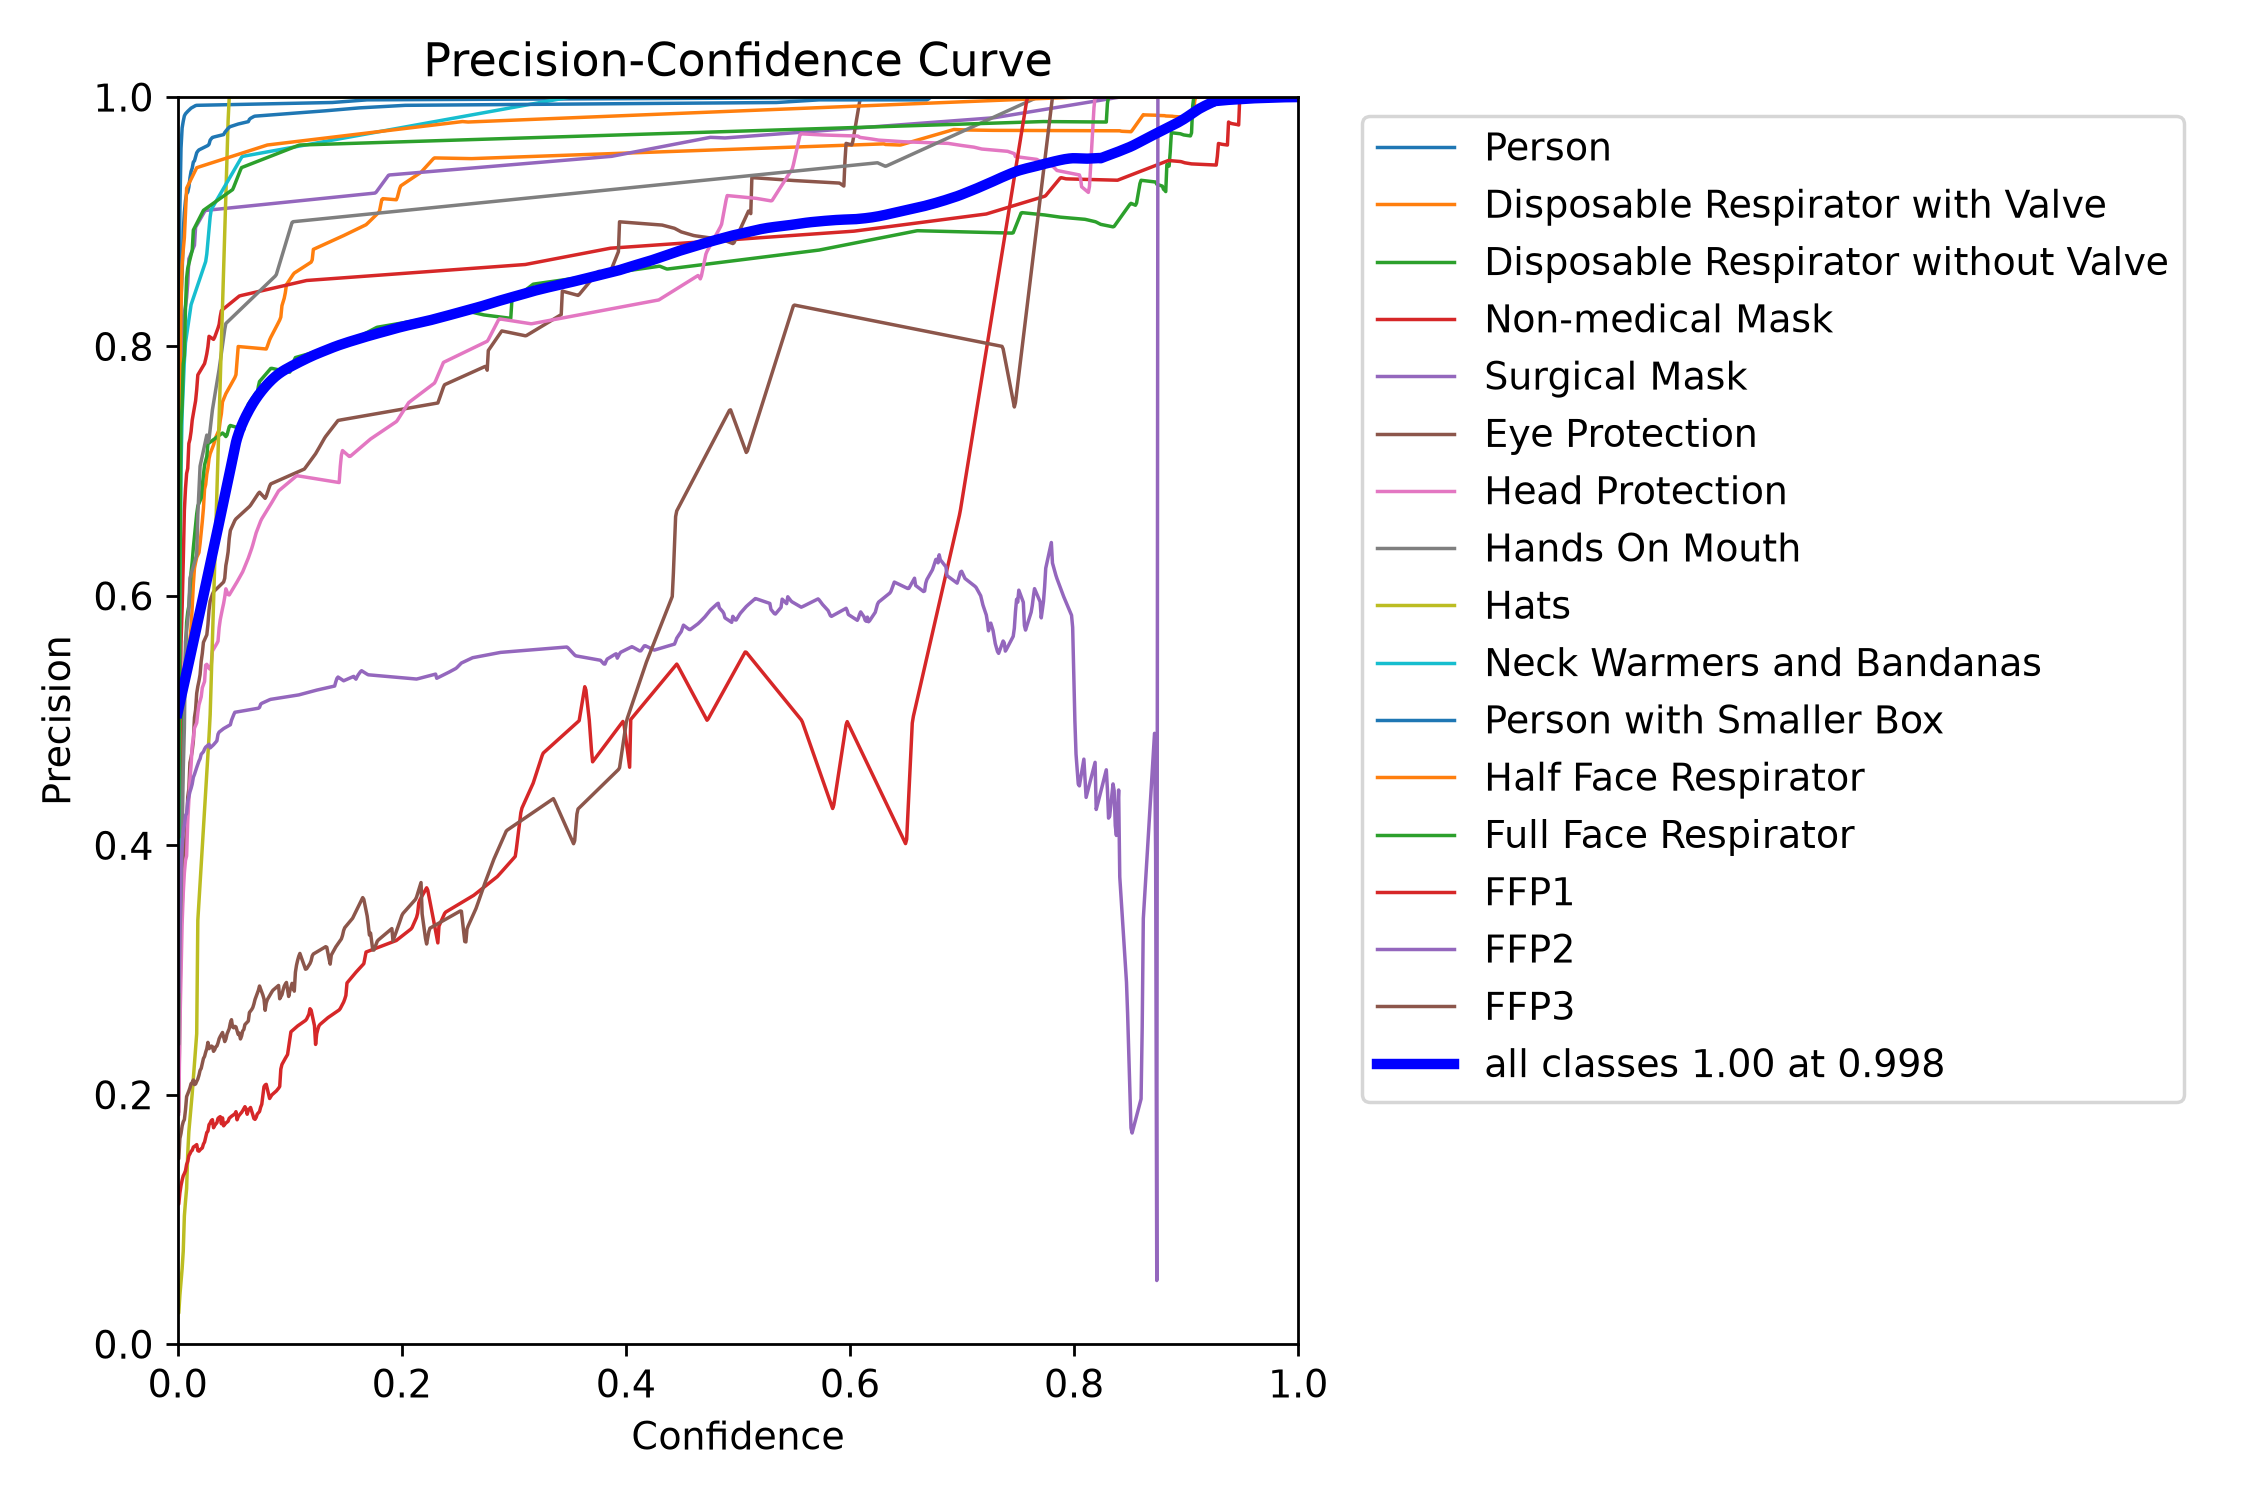 Precision-Confidence Curve
1.0
0.8
0.6
0.4
0.2
0.0
Precision
0.0 0.2 0.4 0.6 0.8 1.0
Confidence
Person
Disposable Respirator with Valve
Disposable Respirator without Valve
Non-medical Mask
Surgical Mask
Eye Protection
Head Protection
Hands On Mouth
Hats
Neck Warmers and Bandanas
Person with Smaller Box
Half Face Respirator
Full Face Respirator
FFP1
FFP2
FFP3
all classes 1.00 at 0.998